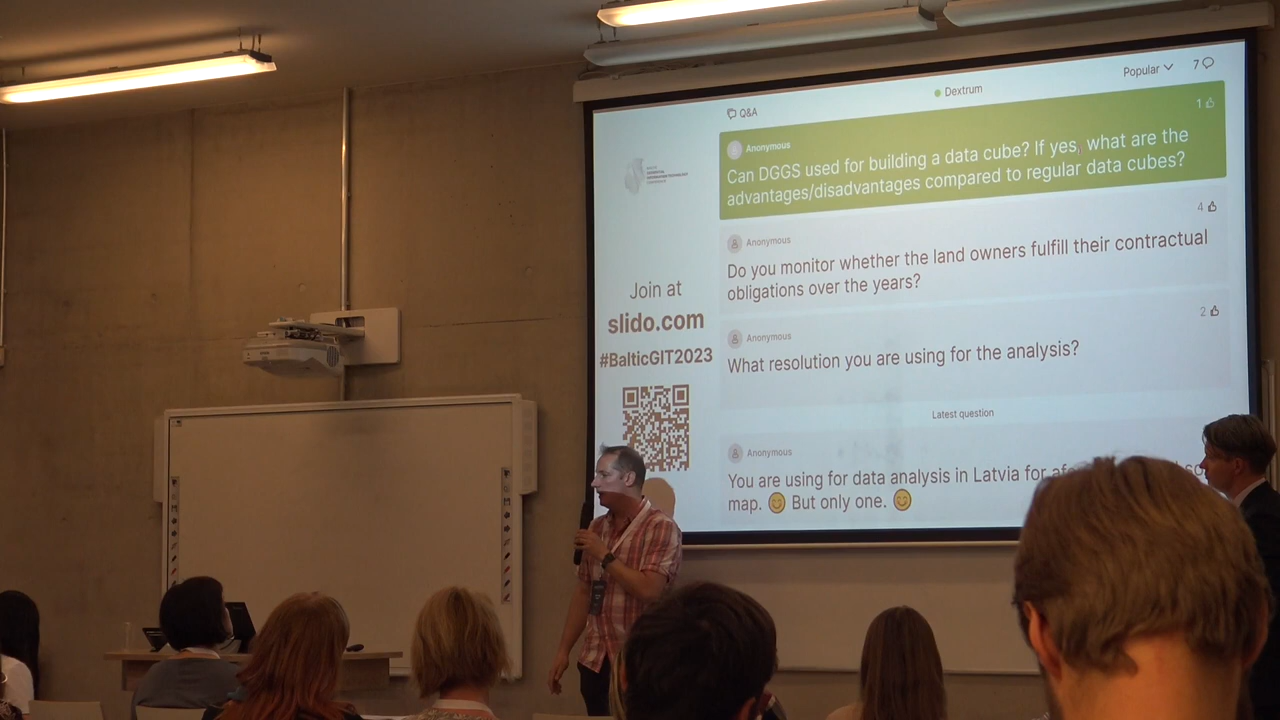 Popular
7
Dextrum
Q&A
1
Anonymous
Can DGGS used for building a data cube? If yes, what are the
advantages/disadvantages compared to regular data cubes?
4
Anonymous
Do you monitor whether the land owners fulfill their contractual
obligations over the years?
2
Anonymous
What resolution you are using for the analysis?
Latest question
Anonymous
You are using for data analysis in Latvia for
map. 😊 But only one. 😊
Join at
slido.com
#BalticGIT2023